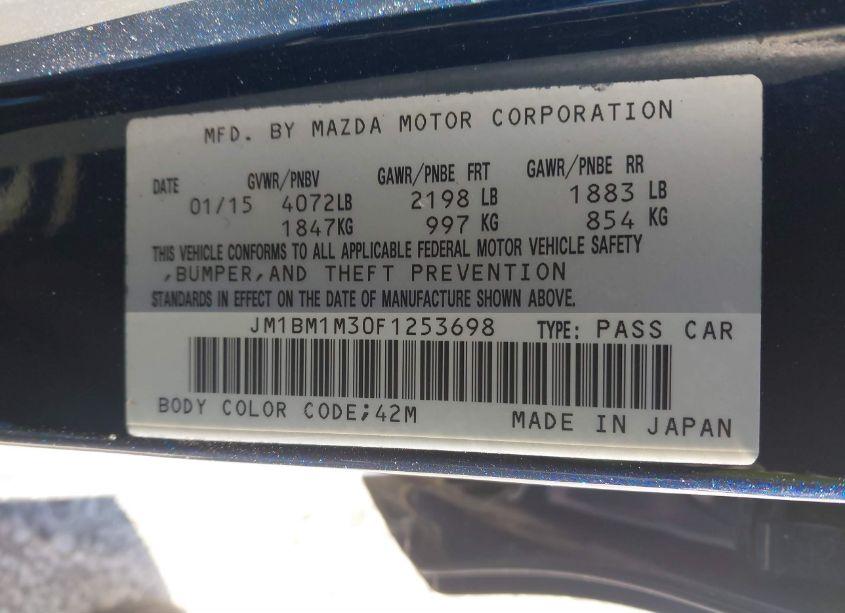 MFD. BY MAZDA MOTOR CORPORATION
DATE GVWR/PNBV GAWR/PNBE FRT GAWR/PNBE RR
01/15 4072LB 2198 LB 1883 LB
1847KG 997 KG 854 KG
THIS VEHICLE CONFORMS TO ALL APPLICABLE FEDERAL MOTOR VEHICLE SAFETY
,BUMPER,AND THEFT PREVENTION
STANDARDS IN EFFECT ON THE DATE OF MANUFACTURE SHOWN ABOVE.
JM1BM1M30F1253698 TYPE: PASS CAR
BODY COLOR CODE;42M MADE IN JAPAN